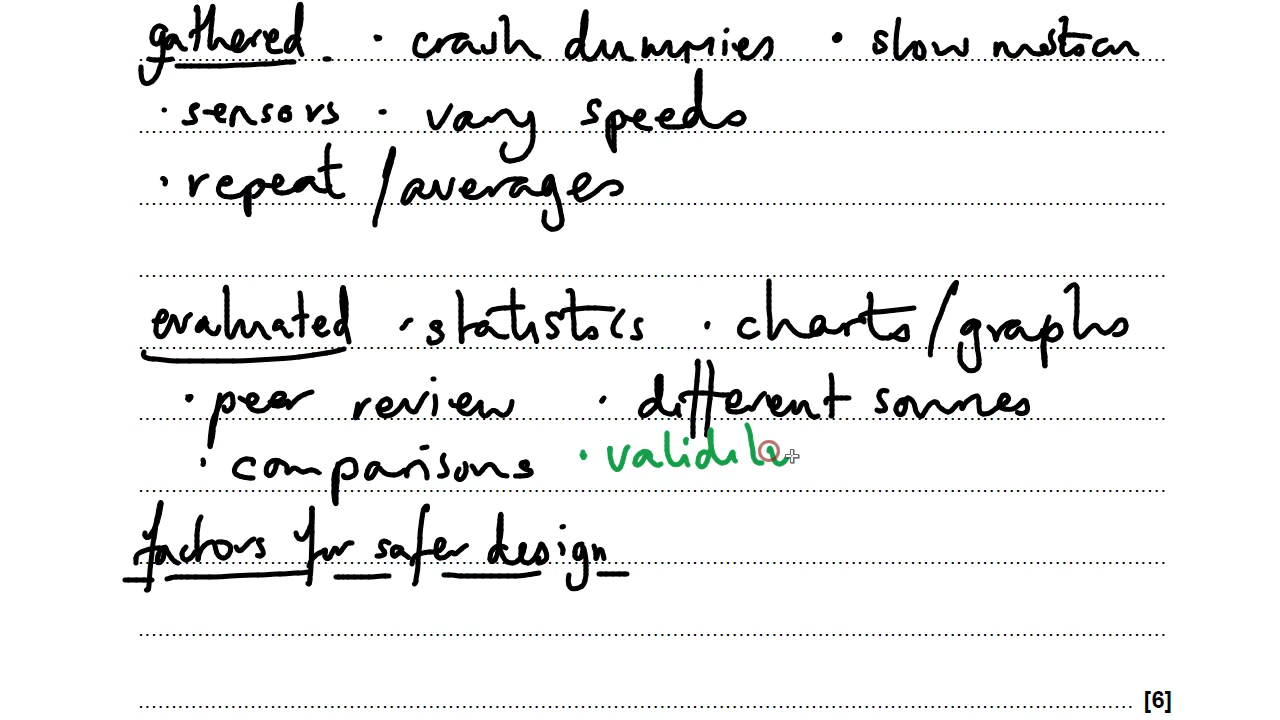 gathered . • crash dummies • slow motion
• sensors • vary speeds
• repeat / averages
evaluated • statistics • charts/graphs
• peer review • different sources
• comparisons •
factors for safer design
[6]